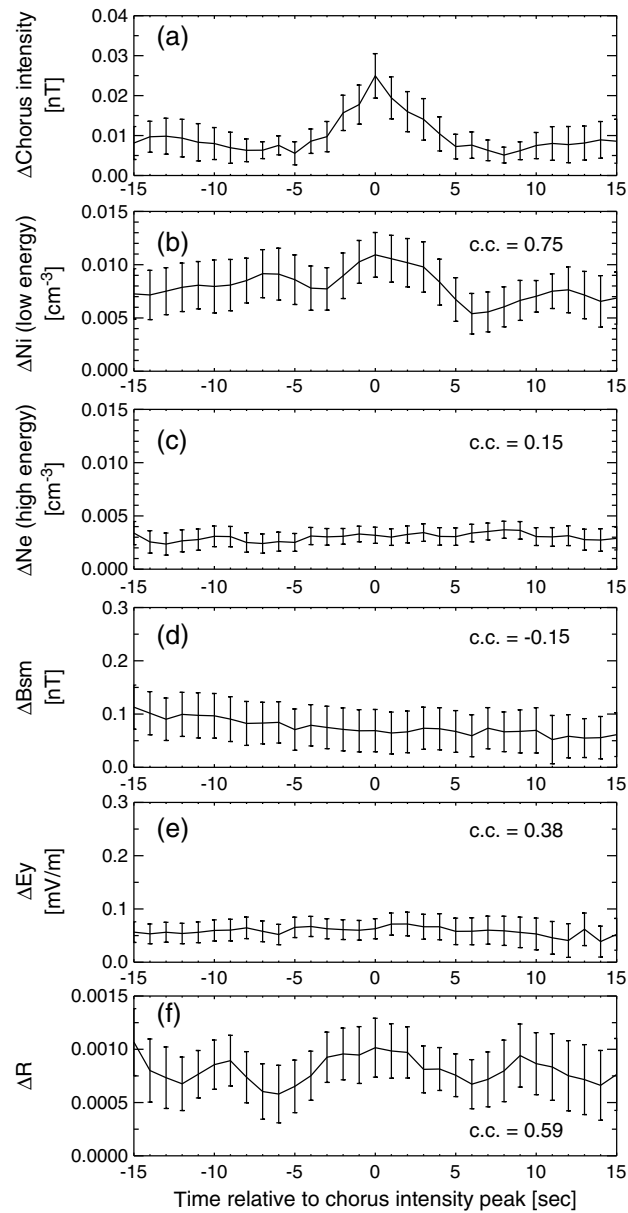 (a)
ΔChorus intensity
[nT]
0.04
0.03
0.02
0.01
0.00
-15 -10 -5 0 5 10 15
(b)
c.c. = 0.75
ΔNi (low energy)
[cm-3]
0.015
0.010
0.005
0.000
-15 -10 -5 0 5 10 15
(c)
c.c. = 0.15
ΔNe (high energy)
[cm-3]
0.015
0.010
0.005
0.000
-15 -10 -5 0 5 10 15
(d)
c.c. = -0.15
ΔBsm
[nT]
0.3
0.2
0.1
0.0
-15 -10 -5 0 5 10 15
(e)
c.c. = 0.38
ΔEy
[mV/m]
0.3
0.2
0.1
0.0
-15 -10 -5 0 5 10 15
(f)
ΔR
0.0015
0.0010
0.0005
0.0000
c.c. = 0.59
-15 -10 -5 0 5 10 15
Time relative to chorus intensity peak [sec]